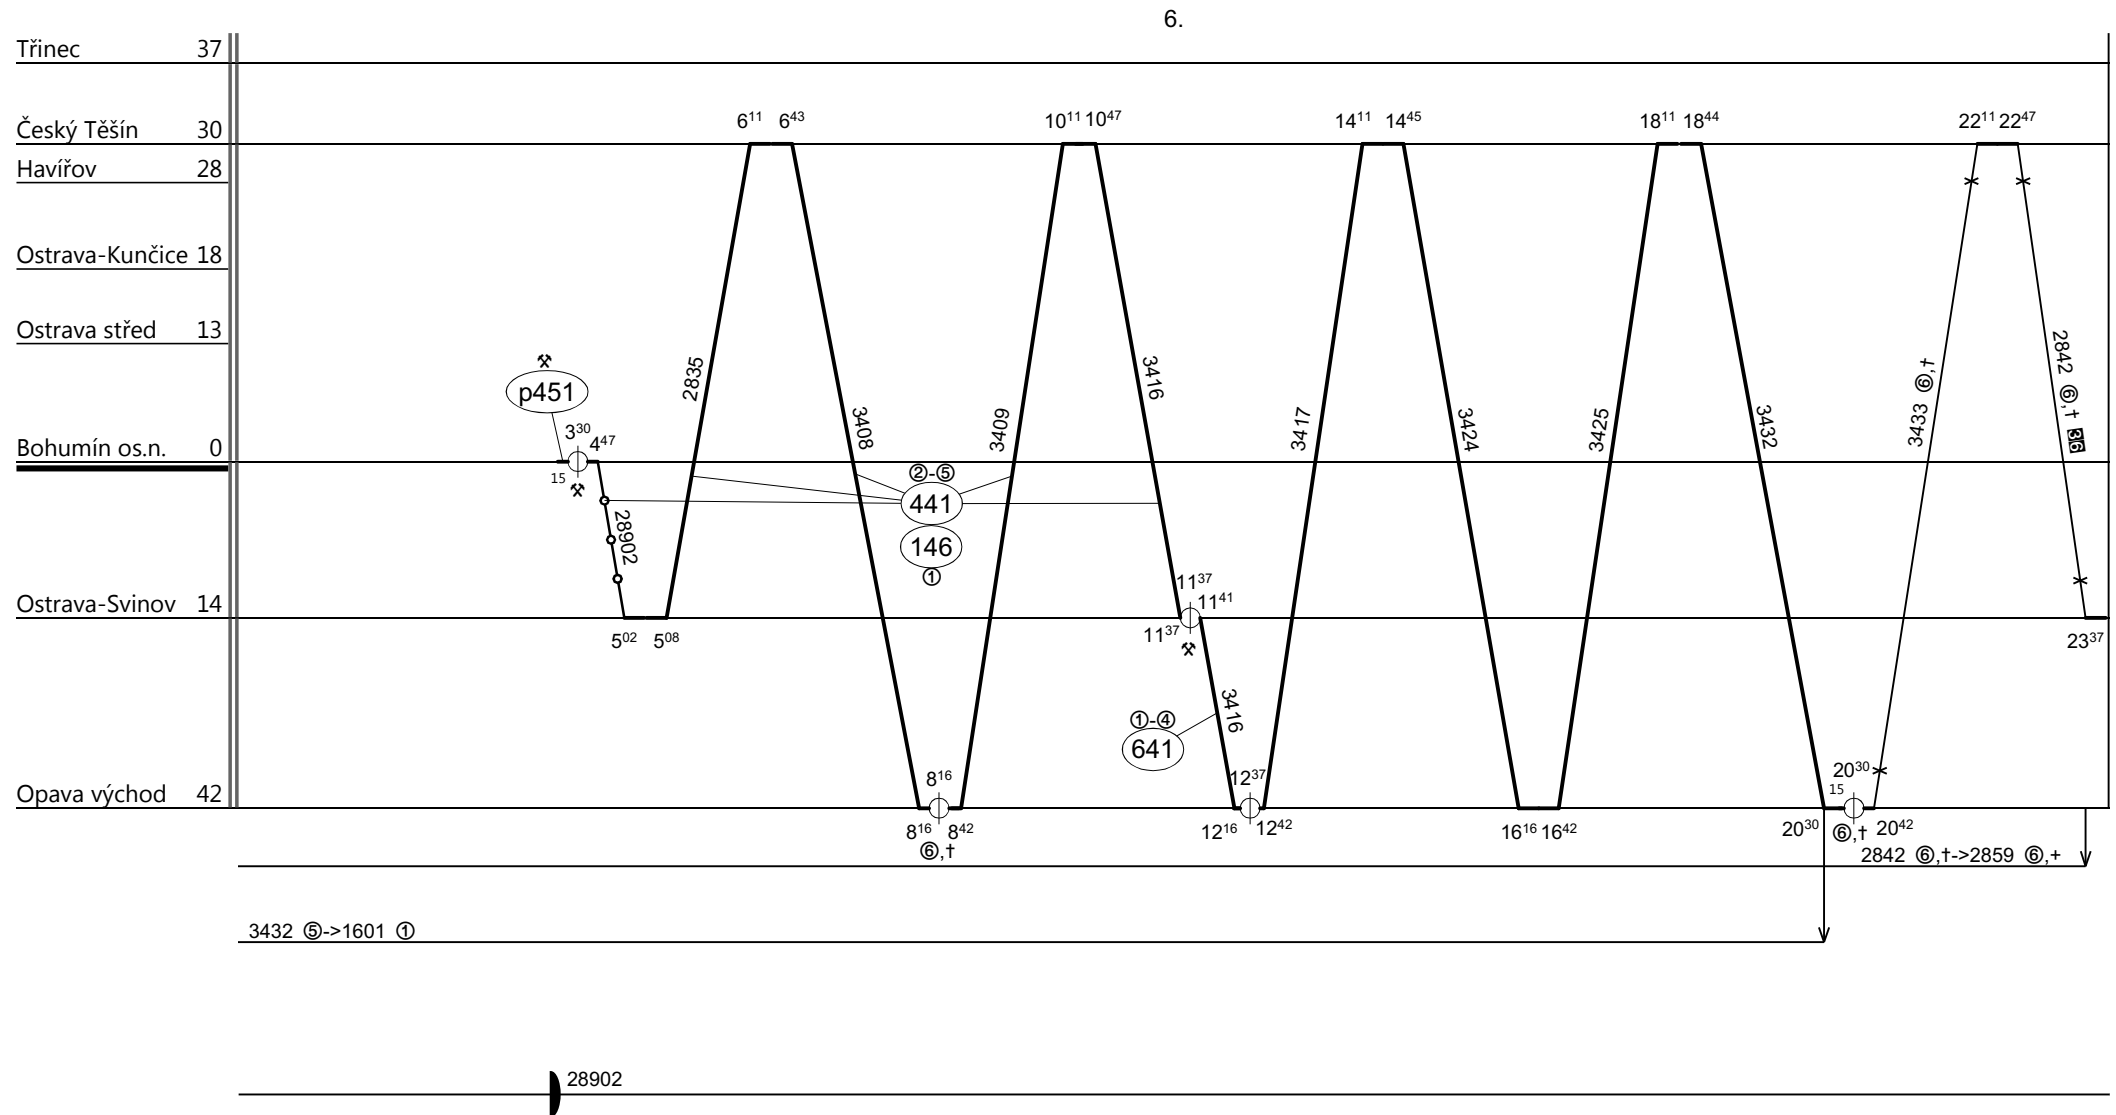 6.
Třinec 37
Český Těšín 30
6¹¹ 6⁴³ 10¹¹ 10⁴⁷ 14¹¹ 14⁴⁵ 18¹¹ 18⁴⁴ 22¹¹ 22⁴⁷
Havířov 28
Ostrava-Kunčice 18
Ostrava střed 13
2835
3408
3409
3416
3417
3424
3425
3432
3433 ⑥,†
2842 ⑥,† 36
⚒
p451
3³⁰ 4⁴⁷
Bohumín os.n. 0
15 ⚒
28902
②-⑤
441
146
①
11³⁷
11⁴¹
Ostrava-Svinov 14
5⁰² 5⁰⁸
11³⁷
⚒
23³⁷
3416
①-④
641
8¹⁶ 12³⁷ 20³⁰
15
Opava východ 42
8¹⁶ 8⁴² 12¹⁶ 12⁴² 16¹⁶ 16⁴² 20³⁰ ⑥,† 20⁴²
⑥,†
2842 ⑥,†->2859 ⑥,+
3432 ⑤->1601 ①
28902